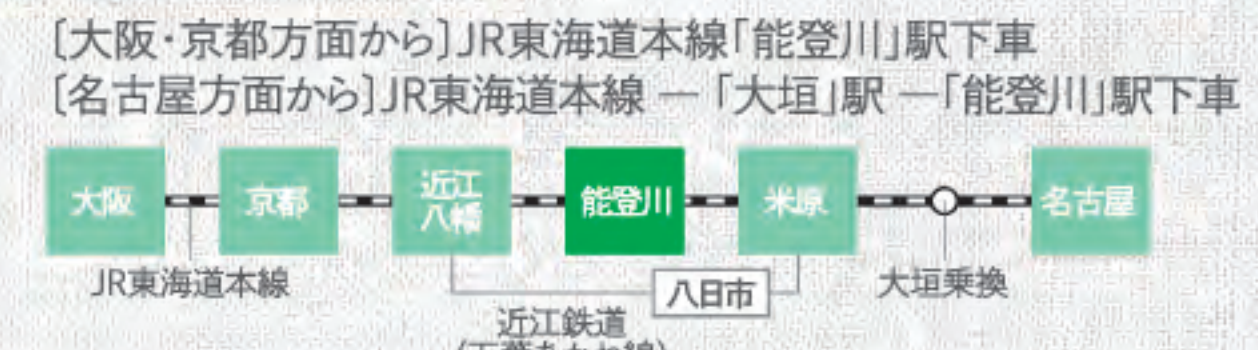 〔大阪・京都方面から〕JR東海道本線「能登川」駅下車
〔名古屋方面から〕JR東海道本線 ― 「大垣」駅 ―「能登川」駅下車
大阪
京都
近江
八幡
能登川
米原
名古屋
JR東海道本線
八日市
大垣乗換
近江鉄道